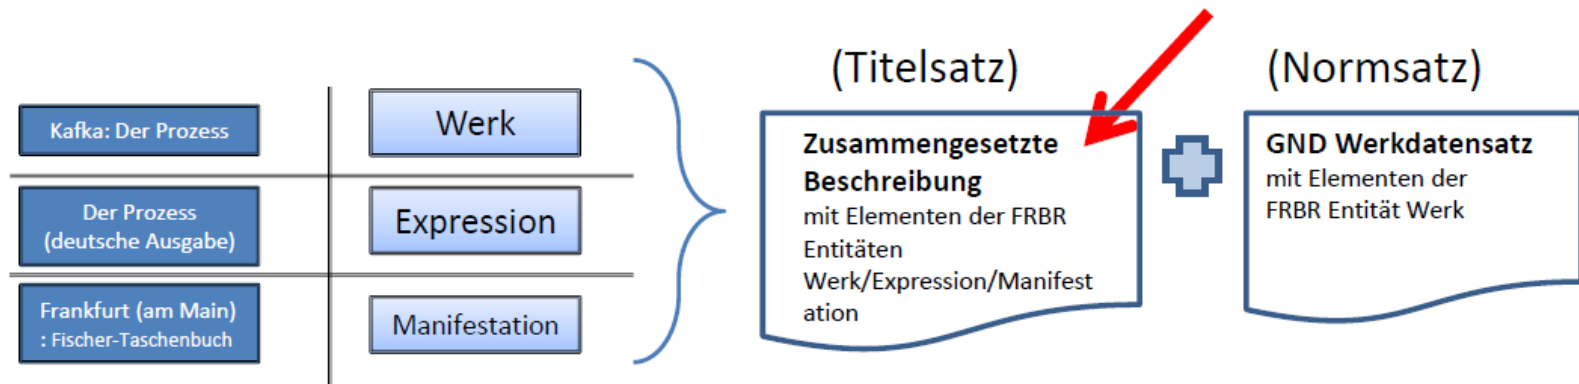 Kafka: Der Prozess
Werk
Der Prozess
(deutsche Ausgabe)
Expression
Frankfurt (am Main)
: Fischer-Taschenbuch
Manifestation
(Titelsatz)
Zusammengesetzte
Beschreibung
mit Elementen der FRBR
Entitäten
Werk/Expression/Manifest
ation
(Normsatz)
GND Werkdatensatz
mit Elementen der
FRBR Entität Werk